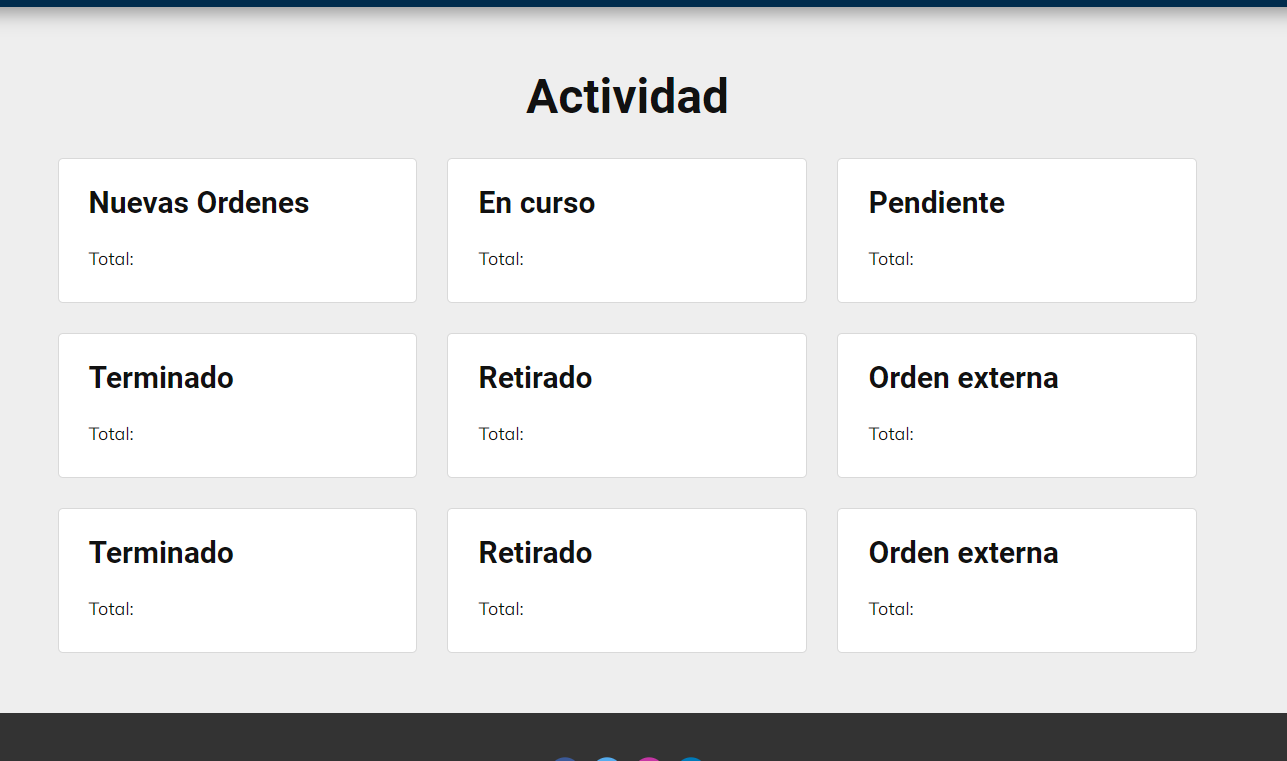 Actividad
Nuevas Ordenes
En curso
Pendiente
Total:
Total:
Total:
Terminado
Retirado
Orden externa
Total:
Total:
Total:
Terminado
Retirado
Orden externa
Total:
Total:
Total: